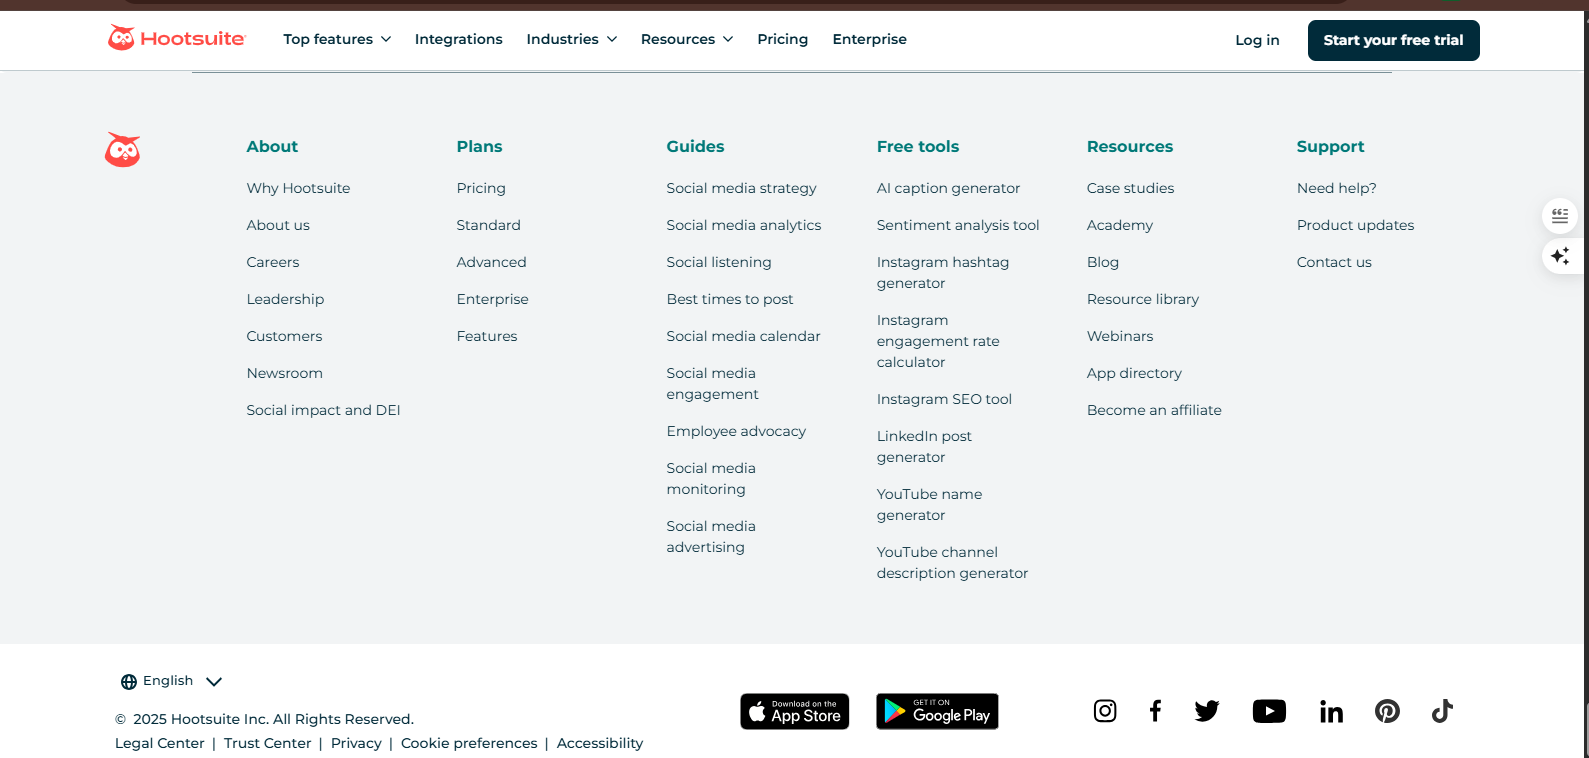 Hootsuite
Top features
Integrations
Industries
Resources
Pricing
Enterprise
Log in
Start your free trial
About
Why Hootsuite
About us
Careers
Leadership
Customers
Newsroom
Social impact and DEI
Plans
Pricing
Standard
Advanced
Enterprise
Features
Guides
Social media strategy
Social media analytics
Social listening
Best times to post
Social media calendar
Social media
engagement
Employee advocacy
Social media
monitoring
Social media
advertising
Free tools
AI caption generator
Sentiment analysis tool
Instagram hashtag
generator
Instagram
engagement rate
calculator
Instagram SEO tool
LinkedIn post
generator
YouTube name
generator
YouTube channel
description generator
Resources
Case studies
Academy
Blog
Resource library
Webinars
App directory
Become an affiliate
Support
Need help?
Product updates
Contact us
English
© 2025 Hootsuite Inc. All Rights Reserved.
Legal Center | Trust Center | Privacy | Cookie preferences | Accessibility
Download on the
App Store
GET IT ON
Google Play